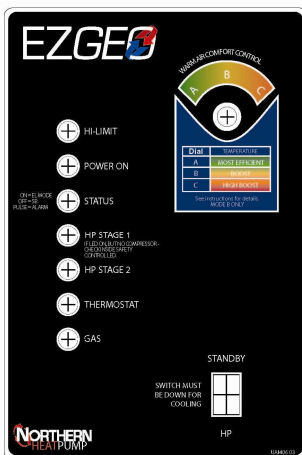 EZGEO
WARM AIR COMFORT CONTROL
A
B
C
Dial TEMPERATURE
A MOST EFFICIENT
B BOOST
C HIGH BOOST
See instructions for details
MODE B ONLY
HI-LIMIT
POWER ON
ON = EL MODE
OFF = SB
PULSE = ALARM
STATUS
HP STAGE 1
IF LED ON, BUT NO COMPRESSOR -
CHECK INSIDE SAFETY
CONTROLLED.
HP STAGE 2
THERMOSTAT
GAS
STANDBY
SWITCH MUST
BE DOWN FOR
COOLING
HP
NORTHERN
HEATPUMP